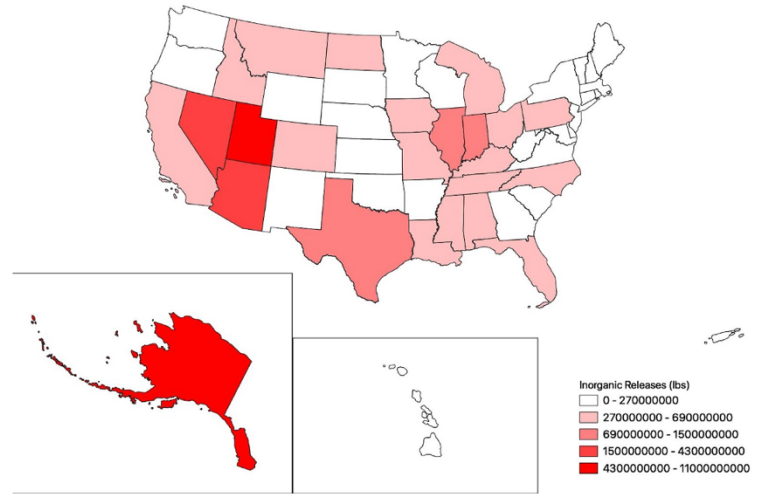 Inorganic Releases (lbs)
0 - 270000000
270000000 - 690000000
690000000 - 1500000000
1500000000 - 4300000000
4300000000 - 11000000000